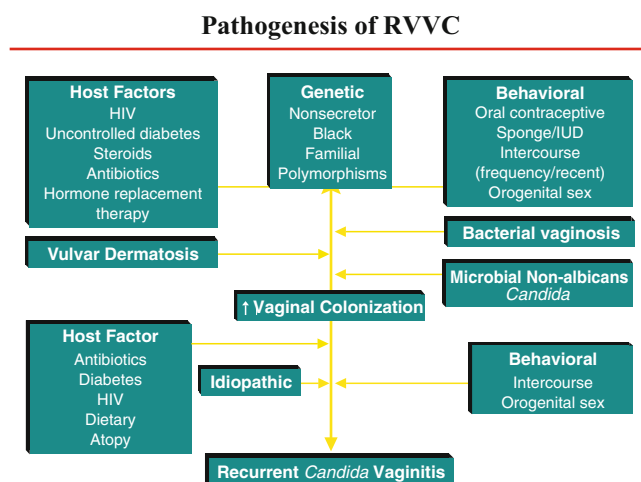 Pathogenesis of RVVC
Host Factors
HIV
Uncontrolled diabetes
Steroids
Antibiotics
Hormone replacement
therapy
Genetic
Nonsecretor
Black
Familial
Polymorphisms
Behavioral
Oral contraceptive
Sponge/IUD
Intercourse
(frequency/recent)
Orogenital sex
Bacterial vaginosis
Vulvar Dermatosis
Microbial Non-albicans
Candida
↑ Vaginal Colonization
Host Factor
Antibiotics
Diabetes
HIV
Dietary
Atopy
Idiopathic
Behavioral
Intercourse
Orogenital sex
Recurrent Candida Vaginitis